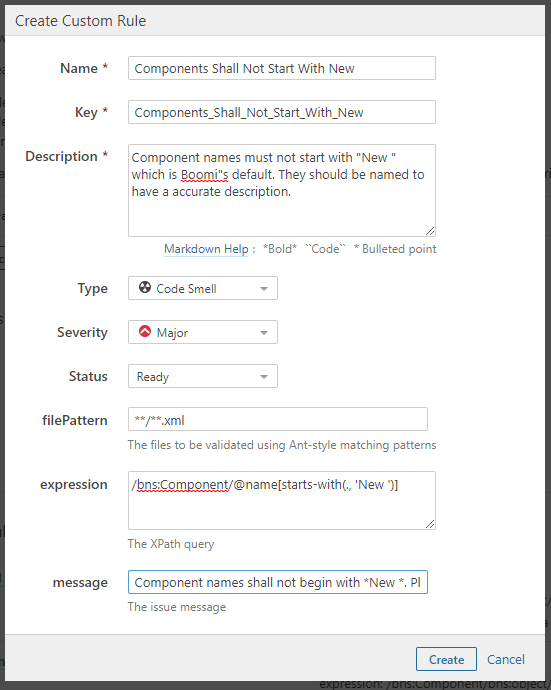 Create Custom Rule
Name *
Components Shall Not Start With New
Key *
Components_Shall_Not_Start_With_New
Description *
Component names must not start with "New "
which is Boomi"s default. They should be named to
have a accurate description.
Markdown Help :   *Bold*   ``Code``   * Bulleted point
Type
Code Smell
Severity
Major
Status
Ready
filePattern
**/**.xml
The files to be validated using Ant-style matching patterns
expression
/bns:Component/@name[starts-with(., 'New ')]
The XPath query
message
Component names shall not begin with *New *. Pl
The issue message
Create
Cancel
expression: /bns:Component/bns:object/